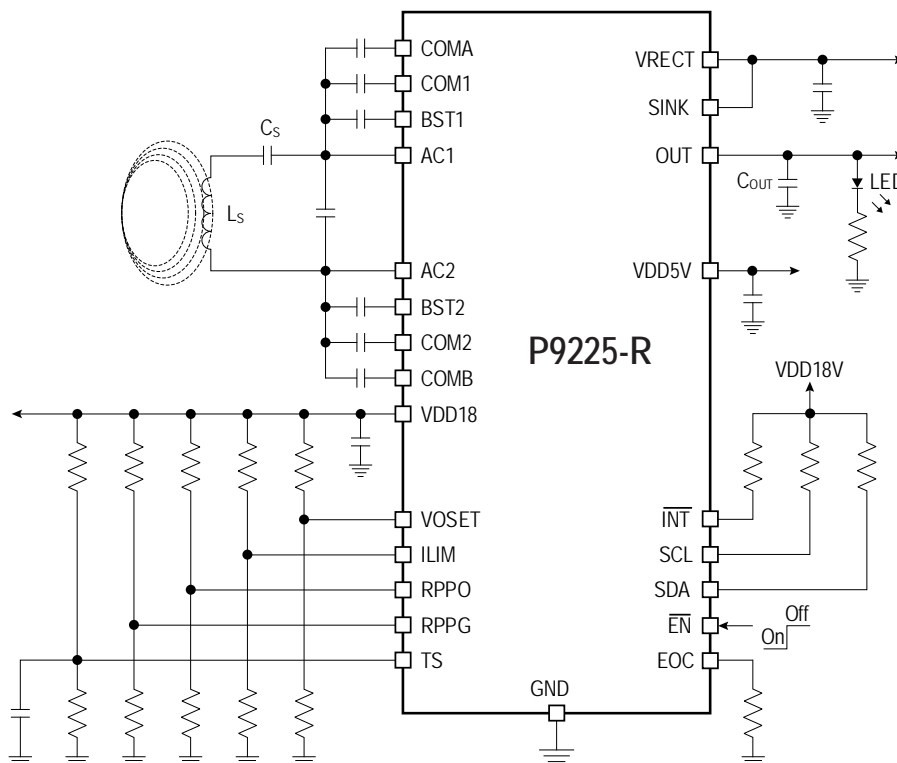 COMA
COM1
BST1
AC1
AC2
BST2
COM2
COMB
VDD18
VOSET
ILIM
RPPO
RPPG
TS
CS
LS
P9225-R
GND
VRECT
SINK
OUT
COUT
LED
VDD5V
VDD18V
INT
SCL
SDA
EN
Off
On
EOC